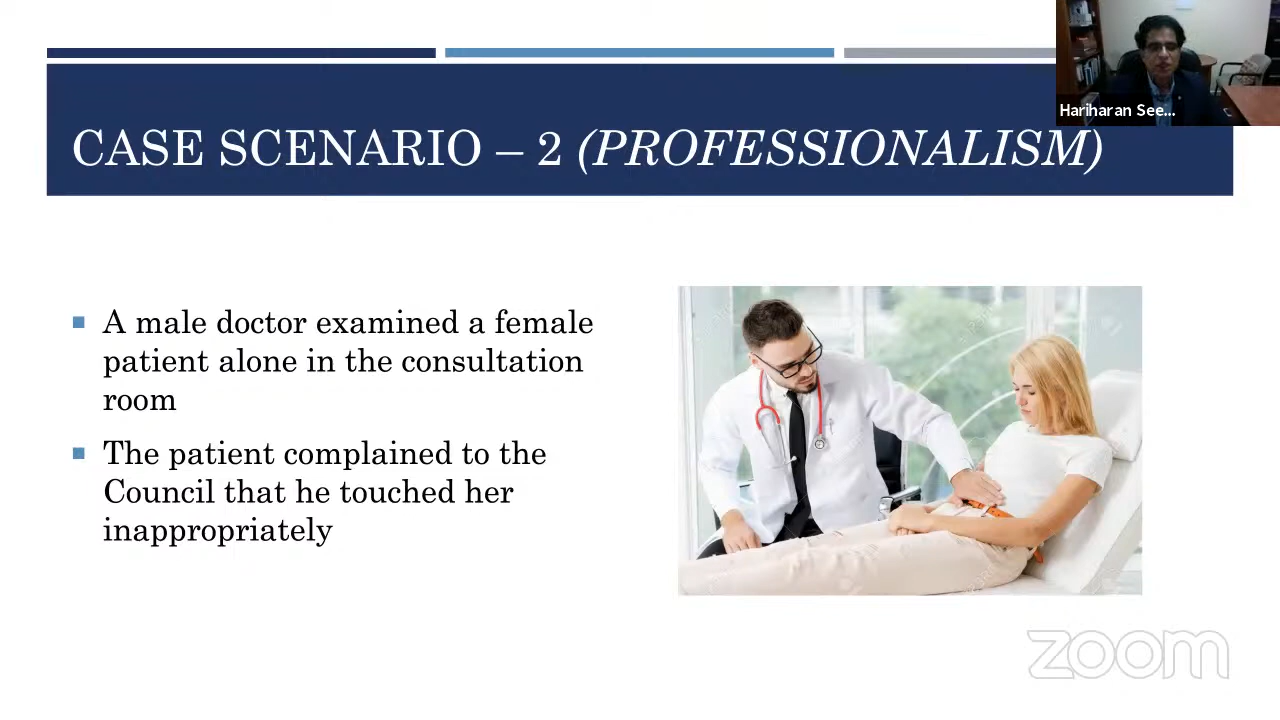 Hariharan See...
CASE SCENARIO – 2 (PROFESSIONALISM)
A male doctor examined a female
patient alone in the consultation
room
The patient complained to the
Council that he touched her
inappropriately
zoom